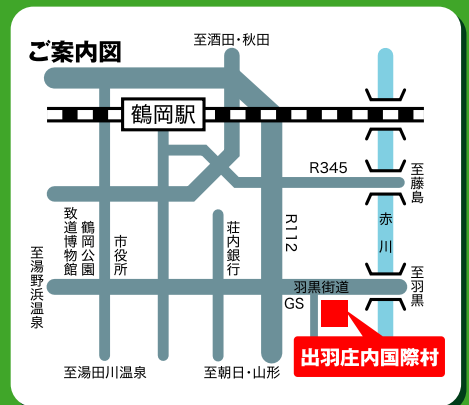 ご案内図
至酒田・秋田
鶴岡駅
R345
至藤島
赤川
R112
致道博物館
鶴岡公園
市役所
荘内銀行
至湯野浜温泉
羽黒街道
至羽黒
GS
出羽庄内国際村
至湯田川温泉
至朝日・山形